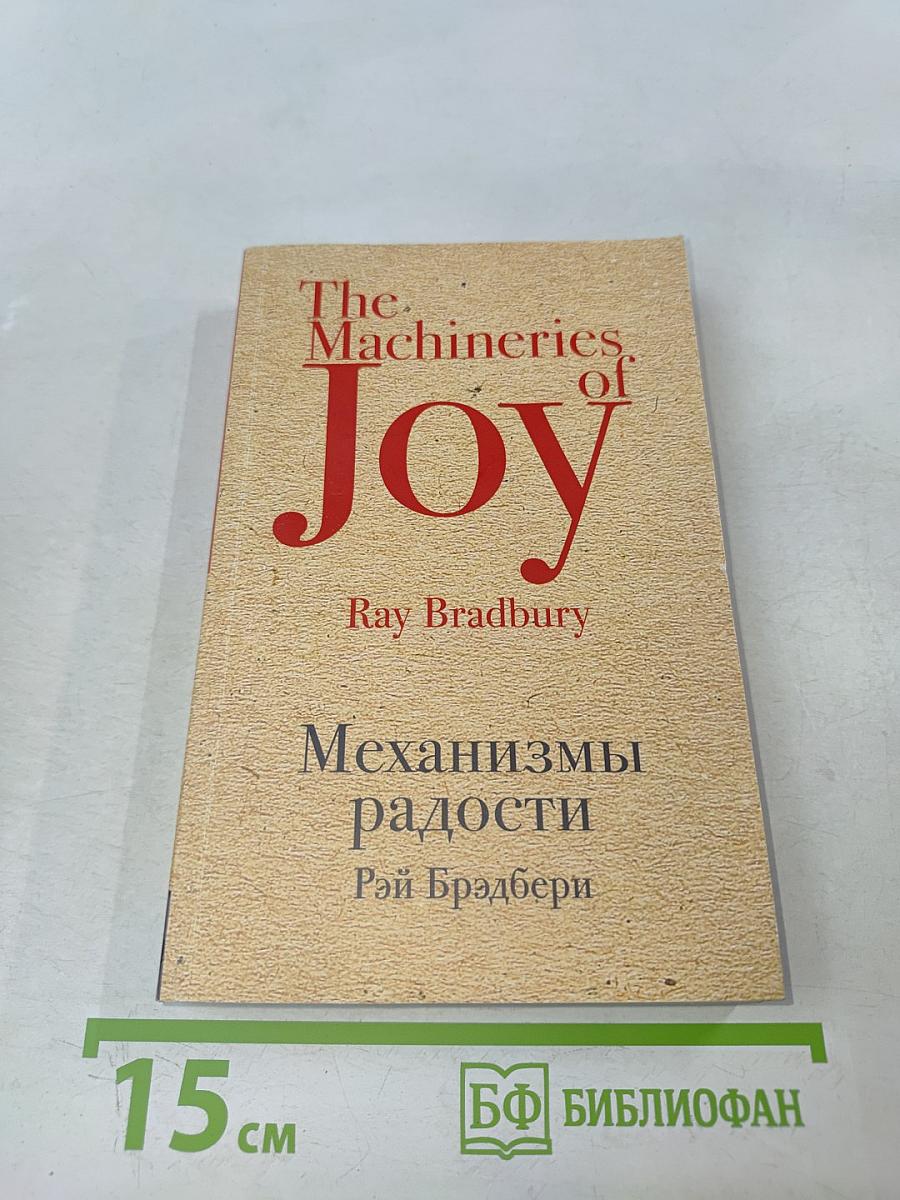 The
Machineries
of
Joy
Ray Bradbury
Механизмы
радости
Рэй Брэдбери
15 см
БФ БИБЛИОФАН